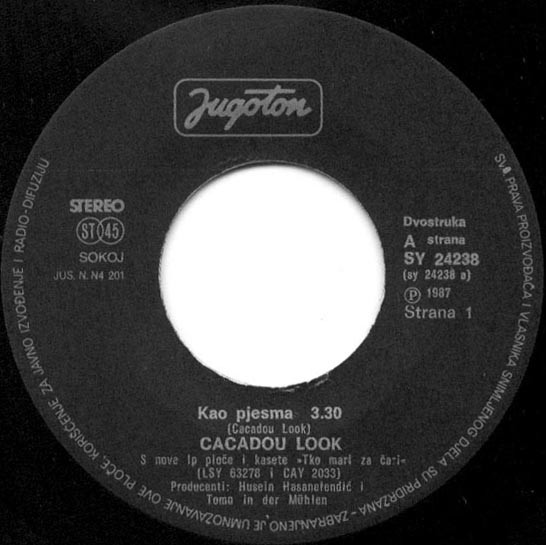 Jugoton
STEREO
ST 45
SOKOJ
JUS. N. N4 201
Dvostruka
A strana
SY 24238
(sy 24238 a)
Ⓟ 1987
Strana 1
Kao pjesma 3.30
(Cacadou Look)
CACADOU LOOK
S nove lp ploče i kasete »Tko mari za čari«
(LSY 63278 i CAY 2033)
Producenti: Husein Hasanefendić i
Tomo in der Mühlen
SVA PRAVA PROIZVOĐAČA I VLASNIKA SNIMLJENOG DJELA SU PRIDRŽANA - ZABRANJENO JE UMNOŽAVANJE OVE PLOČE, KORIŠĆENJE ZA JAVNO IZVOĐENJE I RADIO-DIFUZIJU